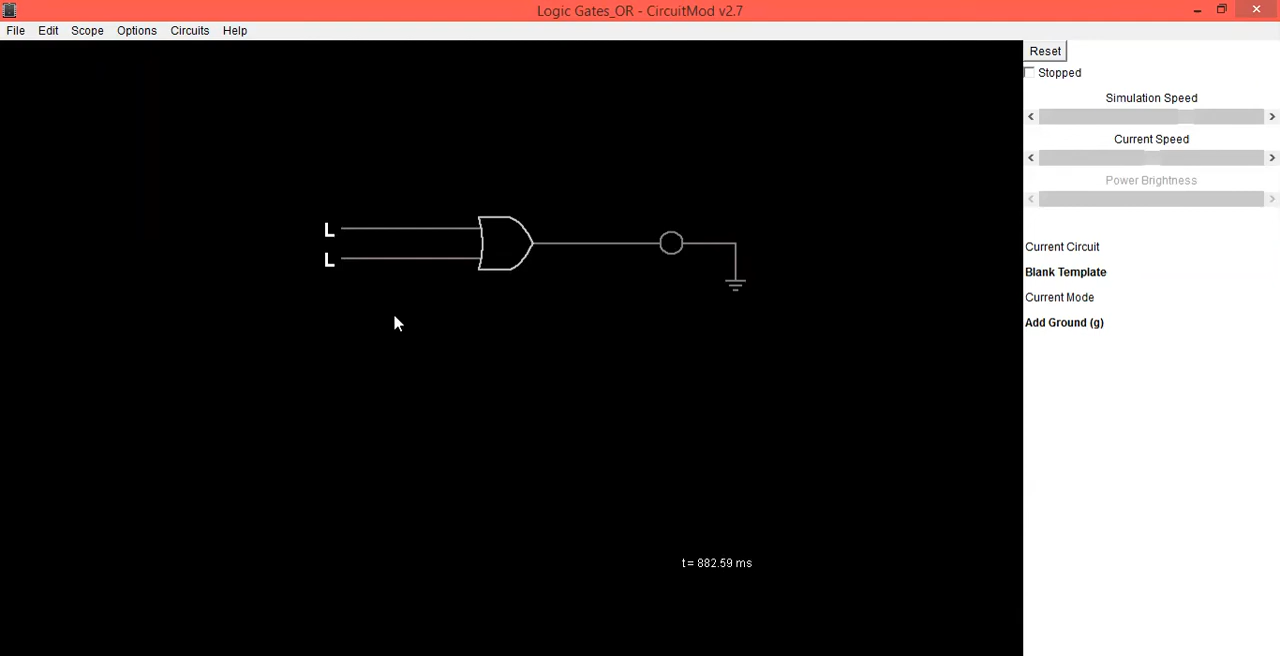 Logic Gates_OR - CircuitMod v2.7
File Edit Scope Options Circuits Help
Reset
Stopped
Simulation Speed
Current Speed
Power Brightness
Current Circuit
Blank Template
Current Mode
Add Ground (g)
L
L
t = 882.59 ms